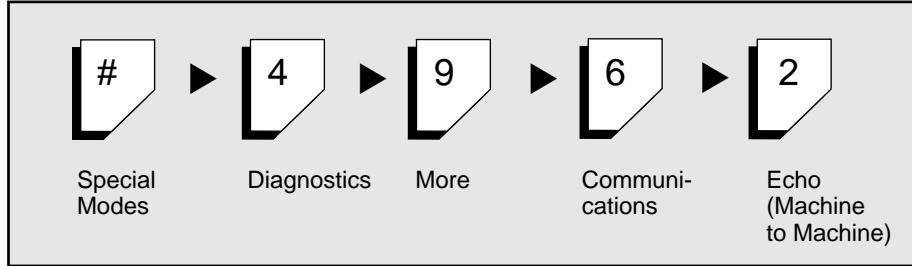 # 4 9 6 2
Special Modes
Diagnostics
More
Communi-
cations
Echo
(Machine
to Machine)